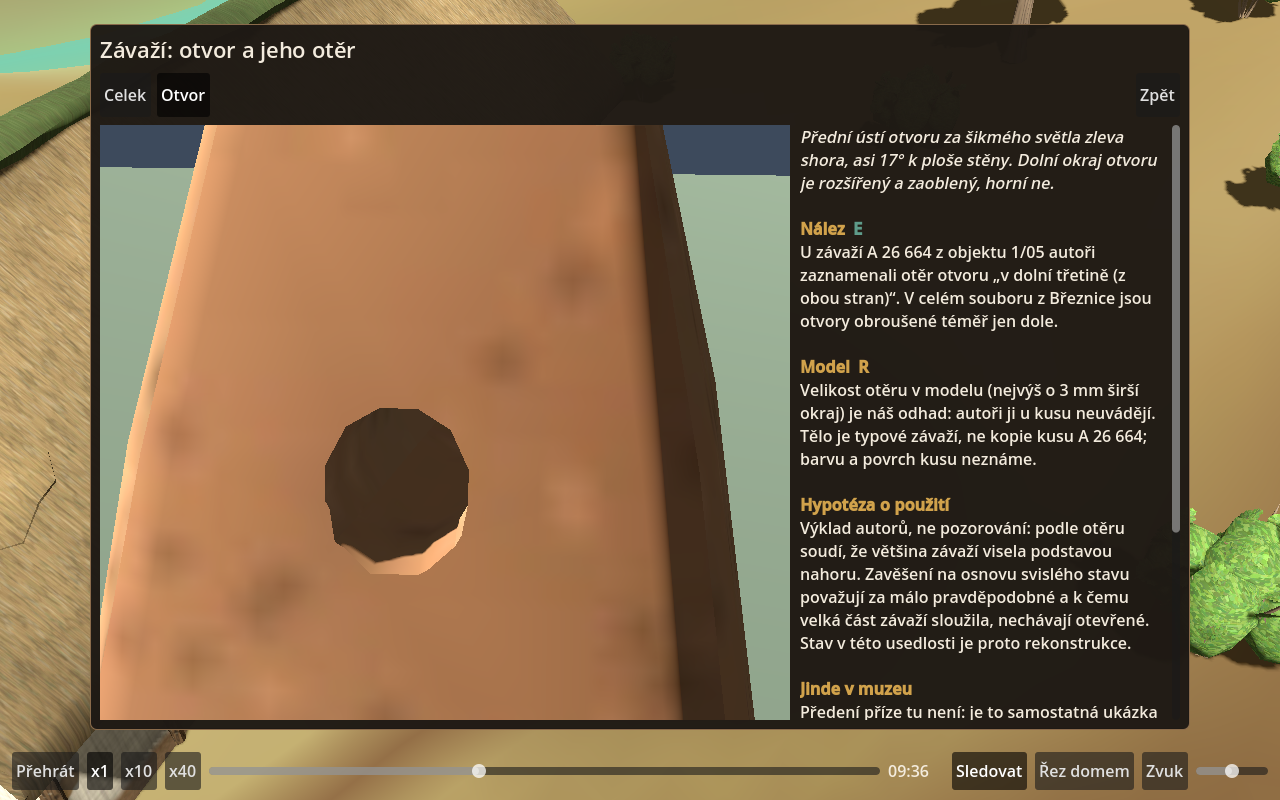 Závaží: otvor a jeho otěr
Celek Otvor Zpět
Přední ústí otvoru za šikmého světla zleva
shora, asi 17° k ploše stěny. Dolní okraj otvoru
je rozšířený a zaoblený, horní ne.
Nález E
U závaží A 26 664 z objektu 1/05 autoři
zaznamenali otěr otvoru „v dolní třetině (z
obou stran)“. V celém souboru z Březnice jsou
otvory obroušené téměř jen dole.
Model R
Velikost otěru v modelu (nejvýš o 3 mm širší
okraj) je náš odhad: autoři ji u kusu neuvádějí.
Tělo je typové závaží, ne kopie kusu A 26 664;
barvu a povrch kusu neznáme.
Hypotéza o použití
Výklad autorů, ne pozorování: podle otěru
soudí, že většina závaží visela podstavou
nahoru. Zavěšení na osnovu svislého stavu
považují za málo pravděpodobné a k čemu
velká část závaží sloužila, nechávají otevřené.
Stav v této usedlosti je proto rekonstrukce.
Jinde v muzeu
Předení příze tu není: je to samostatná ukázka
Přehrát x1 x10 x40 09:36 Sledovat Řez domem Zvuk